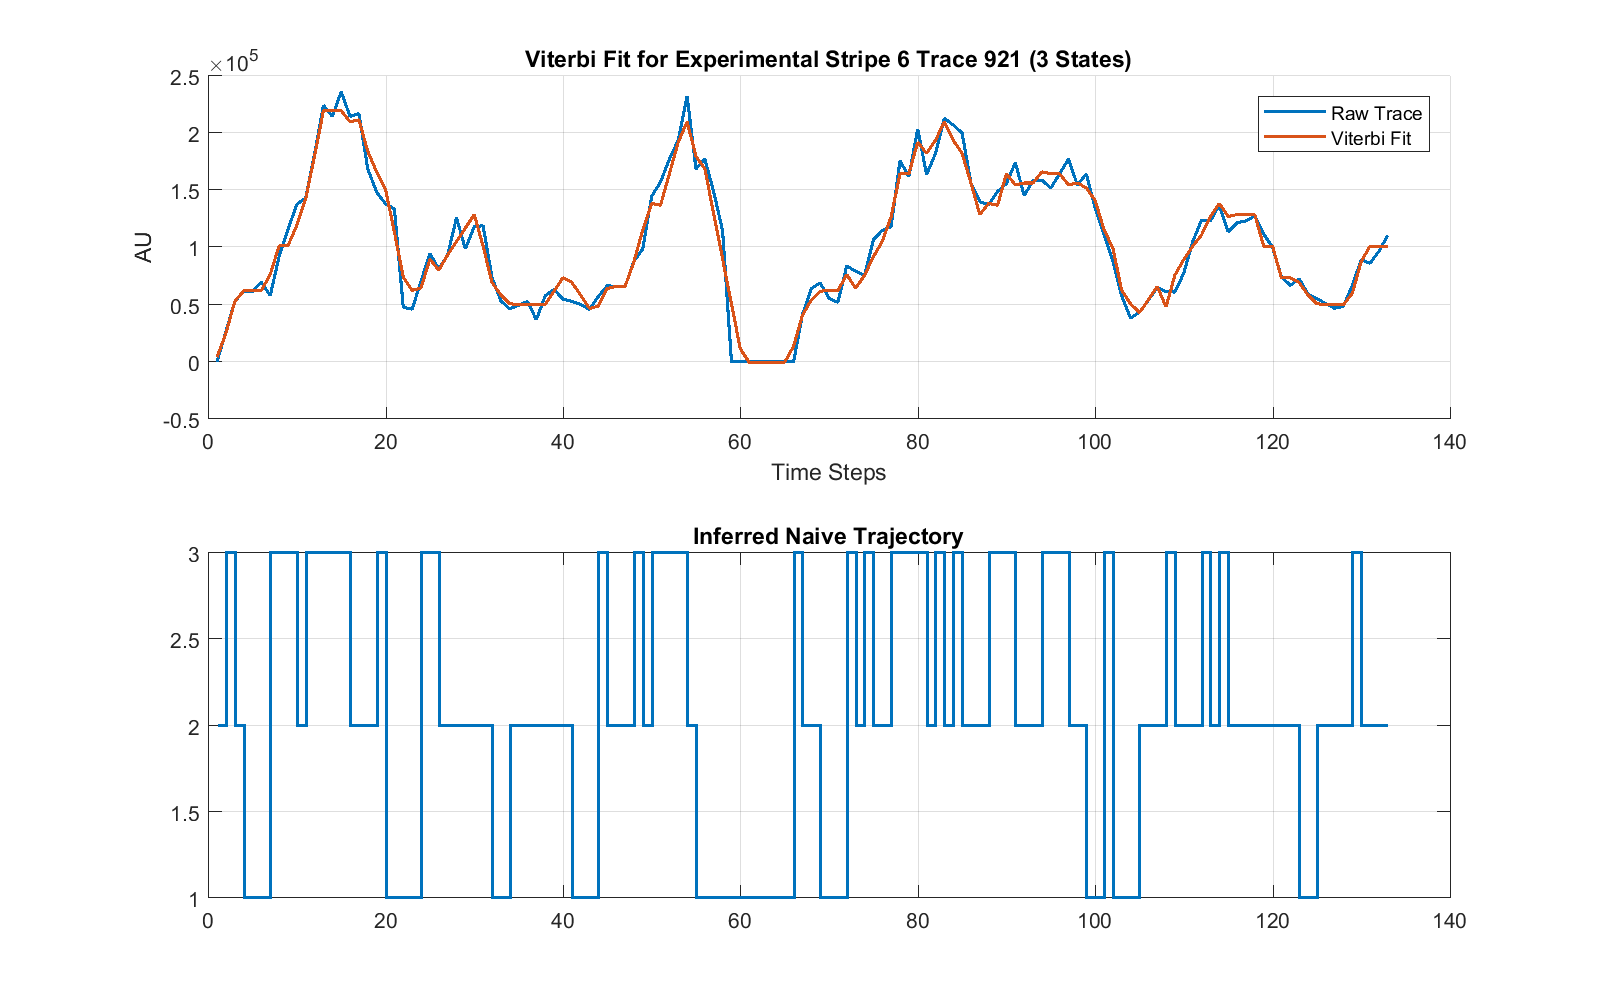 ×10⁵
Viterbi Fit for Experimental Stripe 6 Trace 921 (3 States)
2.5
2
1.5
1
0.5
0
-0.5
AU
Raw Trace
Viterbi Fit
0 20 40 60 80 100 120 140
Time Steps
Inferred Naive Trajectory
3
2.5
2
1.5
1
0 20 40 60 80 100 120 140